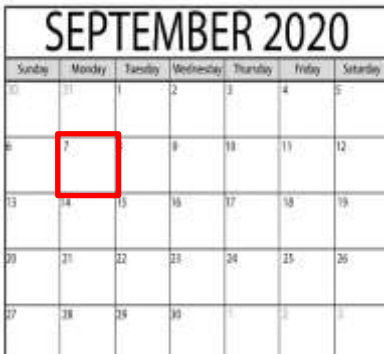 SEPTEMBER 2020
Sunday Monday Tuesday Wednesday Thursday Friday Saturday
30 31 1 2 3 4 5
6 7 8 9 10 11 12
13 14 15 16 17 18 19
20 21 22 23 24 25 26
27 28 29 30 1 2 3